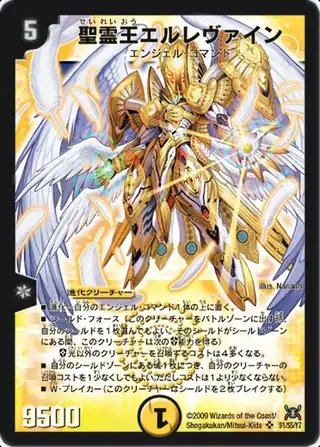 5
せいれいおう
聖霊王エルレヴァイン
エンジェル・コマンド
illus. Nanami
進化クリーチャー
■進化:自分のエンジェル・コマンド1体の上に置く。
■シールド・フォース(このクリーチャーをバトルゾーンに出す時、
自分のシールドを1枚選んでもよい。そのシールドがシールドゾーン
にある間、このクリーチャーは次の能力を得る)
光以外のクリーチャーの召喚コストは4多くなる。
■自分のシールドゾーンにある城1枚につき、自分のクリーチャーの
召喚コストを1少なくしてもよい。ただしコストは1より少なくならない。
■W・ブレイカー(このクリーチャーはシールドを2枚ブレイクする)
9500
1
©2009 Wizards of the Coast/
Shogakukan/Mitsui-Kids
S1/S5/Y7